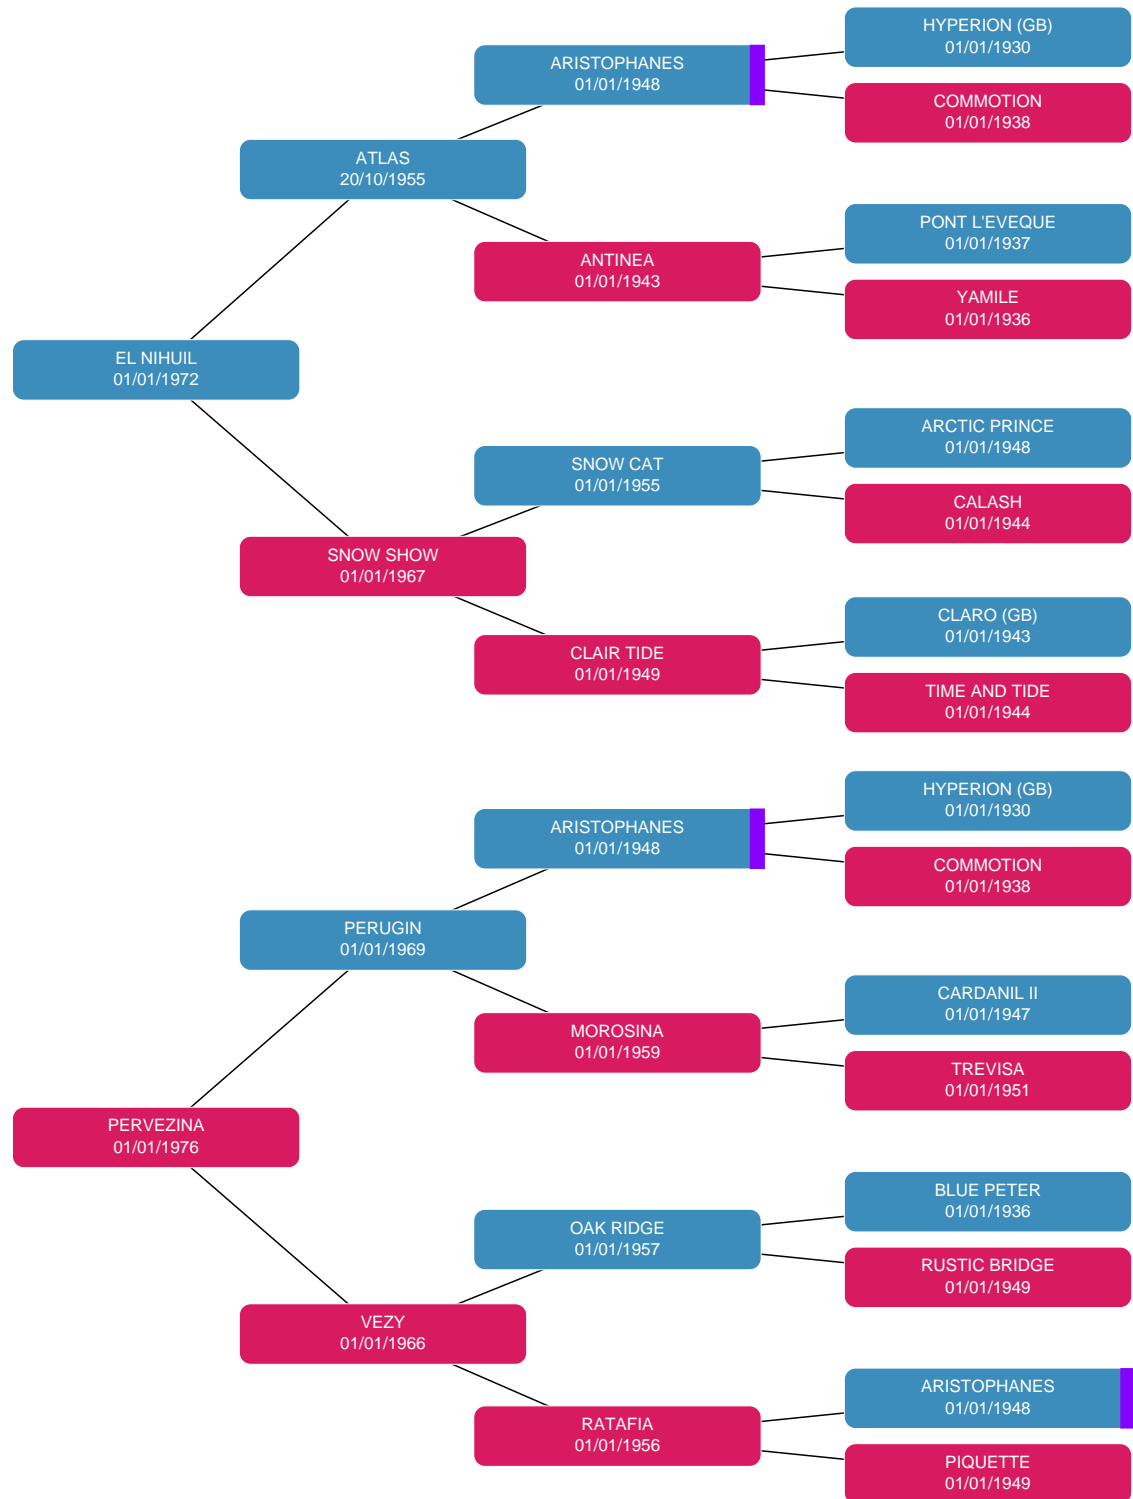 HYPERION (GB)
01/01/1930
ARISTOPHANES
01/01/1948
COMMOTION
01/01/1938
ATLAS
20/10/1955
PONT L'EVEQUE
01/01/1937
ANTINEA
01/01/1943
YAMILE
01/01/1936
EL NIHUIL
01/01/1972
ARCTIC PRINCE
01/01/1948
SNOW CAT
01/01/1955
CALASH
01/01/1944
SNOW SHOW
01/01/1967
CLARO (GB)
01/01/1943
CLAIR TIDE
01/01/1949
TIME AND TIDE
01/01/1944
HYPERION (GB)
01/01/1930
ARISTOPHANES
01/01/1948
COMMOTION
01/01/1938
PERUGIN
01/01/1969
CARDANIL II
01/01/1947
MOROSINA
01/01/1959
TREVISA
01/01/1951
PERVEZINA
01/01/1976
BLUE PETER
01/01/1936
OAK RIDGE
01/01/1957
RUSTIC BRIDGE
01/01/1949
VEZY
01/01/1966
ARISTOPHANES
01/01/1948
RATAFIA
01/01/1956
PIQUETTE
01/01/1949